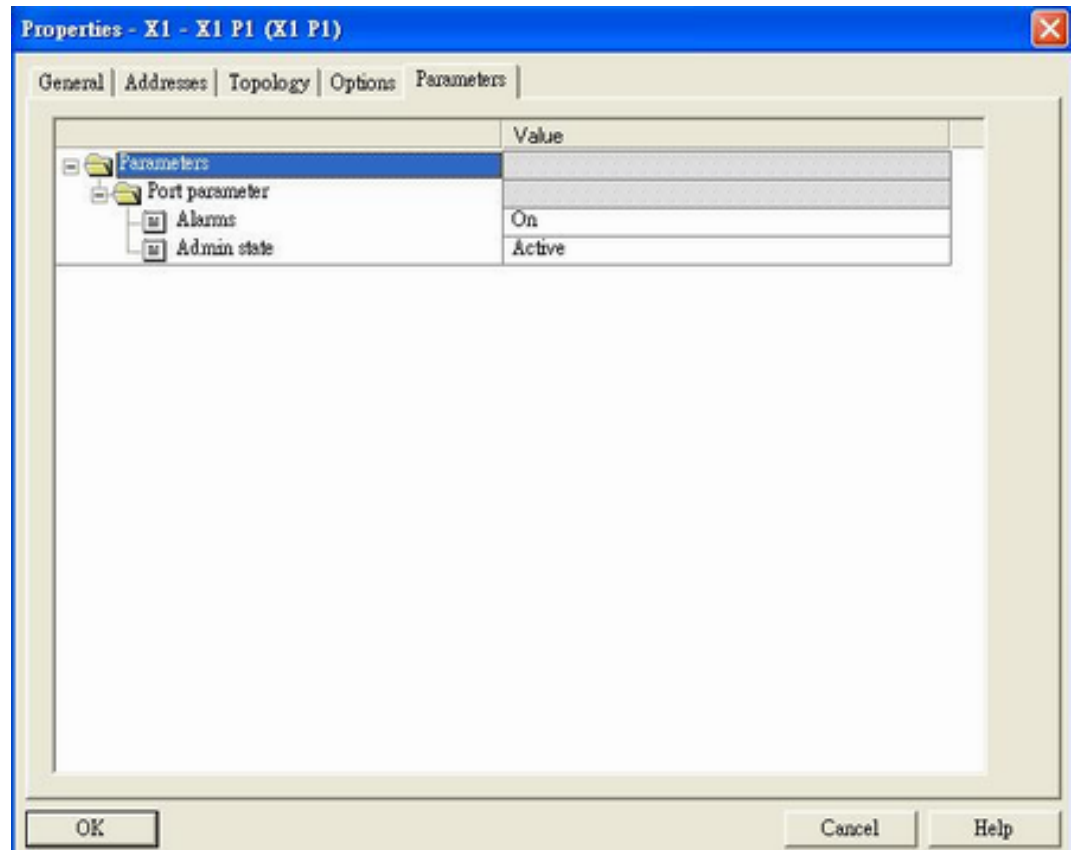 Properties - X1 - X1 P1 (X1 P1)
General Addresses Topology Options Parameters
Value
Parameters
Port parameter
Alarms On
Admin state Active
OK Cancel Help